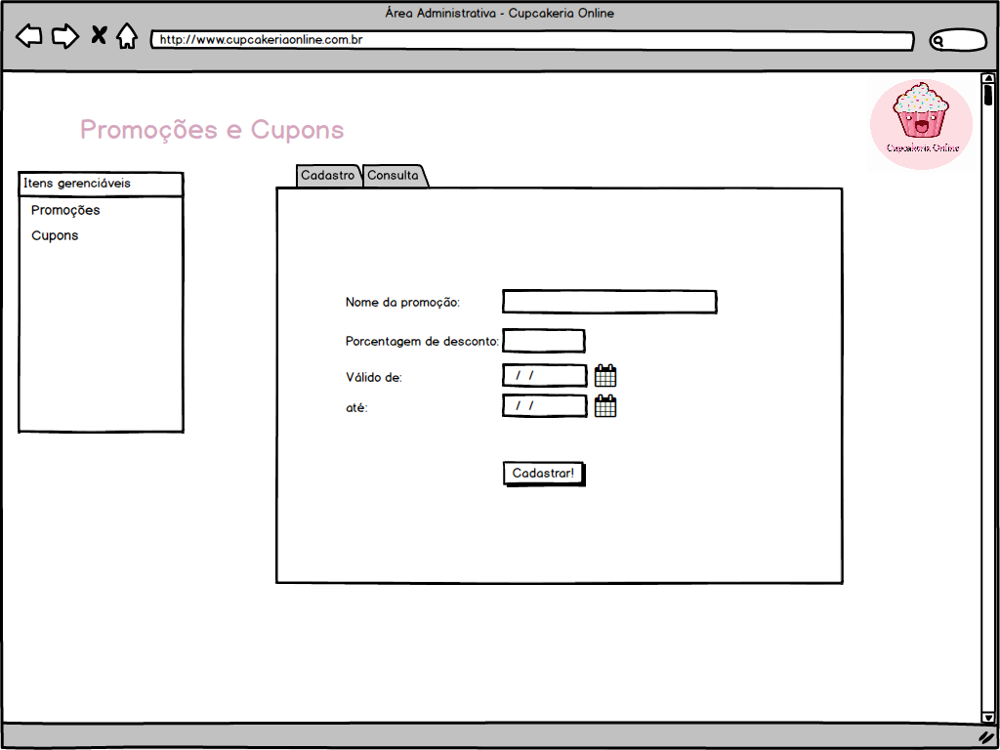 Área Administrativa - Cupcakeria Online
http://www.cupcakeriaonline.com.br
Cupcakeria Online
Promoções e Cupons
Itens gerenciáveis
Promoções
Cupons
Cadastro
Consulta
Nome da promoção:
Porcentagem de desconto:
Válido de:
/ /
até:
/ /
Cadastrar!